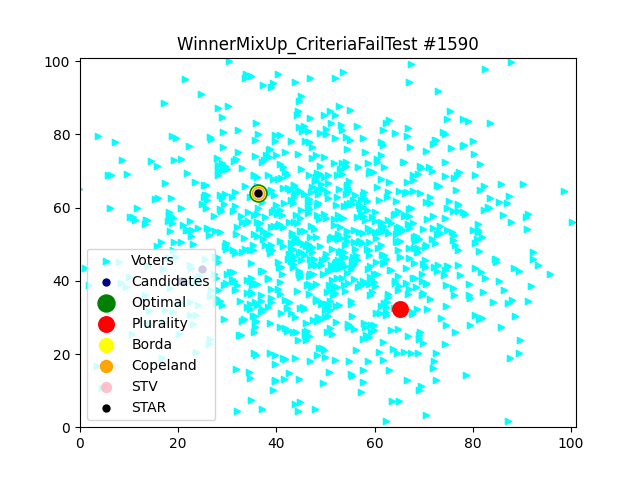 WinnerMixUp_CriteriaFailTest #1590
100
80
60
40
20
0
0
20
40
60
80
100
Voters
Candidates
Optimal
Plurality
Borda
Copeland
STV
STAR